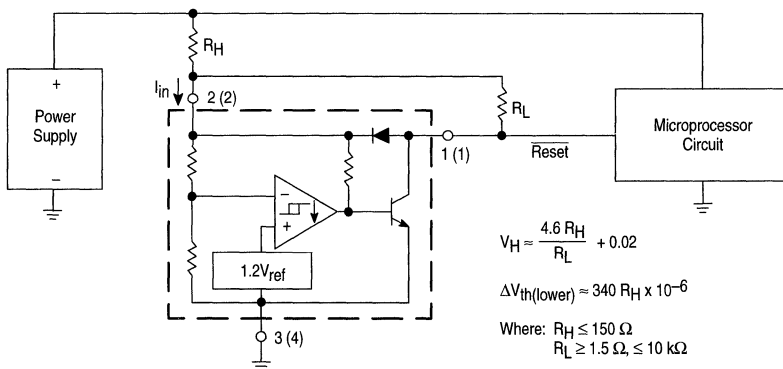 R_H
I_in
2 (2)
+
Power
Supply
–
R_L
1 (1)
Reset
Microprocessor
Circuit
–
+
1.2V_ref
3 (4)
V_H ≈ 4.6 R_H / R_L + 0.02
ΔV_th(lower) ≈ 340 R_H x 10^–6
Where: R_H ≤ 150 Ω
R_L ≥ 1.5 Ω, ≤ 10 kΩ